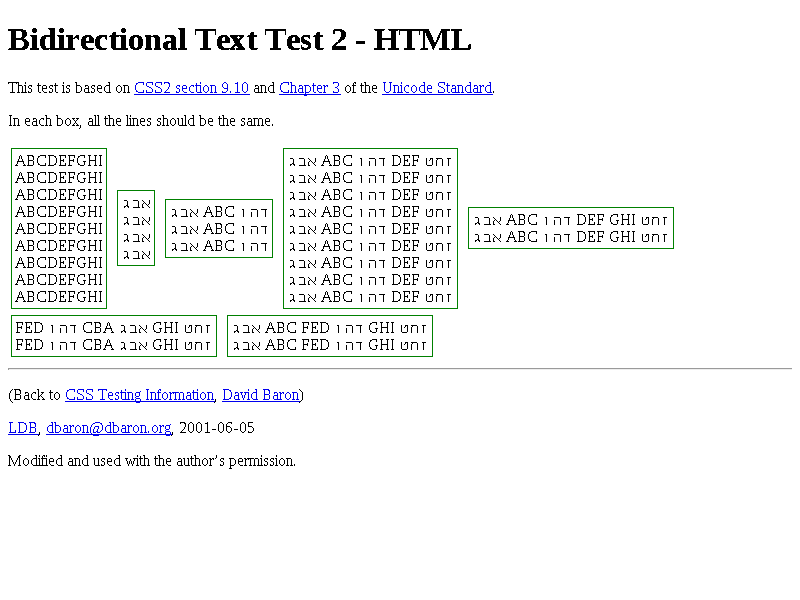 Bidirectional Text Test 2 - HTML
This test is based on CSS2 section 9.10 and Chapter 3 of the Unicode Standard.
In each box, all the lines should be the same.
ABCDEFGHI
ABCDEFGHI
ABCDEFGHI
ABCDEFGHI
ABCDEFGHI
ABCDEFGHI
ABCDEFGHI
ABCDEFGHI
ABCDEFGHI
אבג
אבג
אבג
אבג
אבג ABC דהו
אבג ABC דהו
אבג ABC דהו
אבג ABC דהו DEF זחט
אבג ABC דהו DEF זחט
אבג ABC דהו DEF זחט
אבג ABC דהו DEF זחט
אבג ABC דהו DEF זחט
אבג ABC דהו DEF זחט
אבג ABC דהו DEF זחט
אבג ABC דהו DEF זחט
אבג ABC דהו DEF זחט
אבג ABC דהו DEF GHI זחט
אבג ABC דהו DEF GHI זחט
FED דהו CBA אבג GHI זחט
FED דהו CBA אבג GHI זחט
אבג ABC FED דהו GHI זחט
אבג ABC FED דהו GHI זחט
(Back to CSS Testing Information, David Baron)
LDB, dbaron@dbaron.org, 2001-06-05
Modified and used with the author's permission.